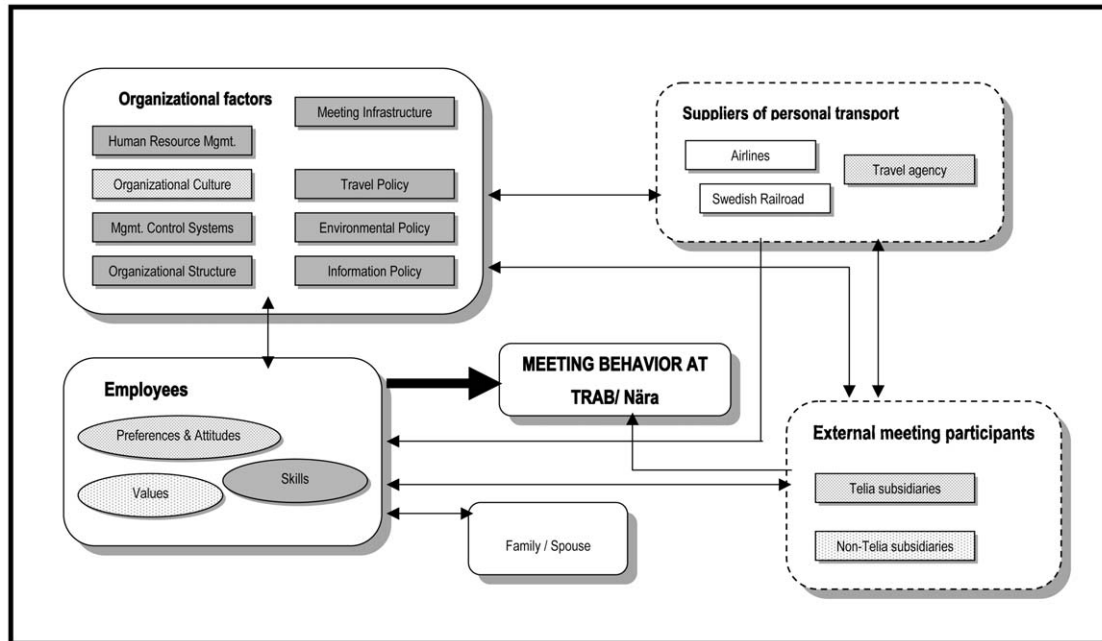 Organizational factors
Meeting Infrastructure
Human Resource Mgmt.
Organizational Culture
Travel Policy
Mgmt. Control Systems
Environmental Policy
Organizational Structure
Information Policy
Suppliers of personal transport
Airlines
Travel agency
Swedish Railroad
Employees
Preferences & Attitudes
Skills
Values
MEETING BEHAVIOR AT
TRAB/ Nära
Family / Spouse
External meeting participants
Telia subsidiaries
Non-Telia subsidiaries